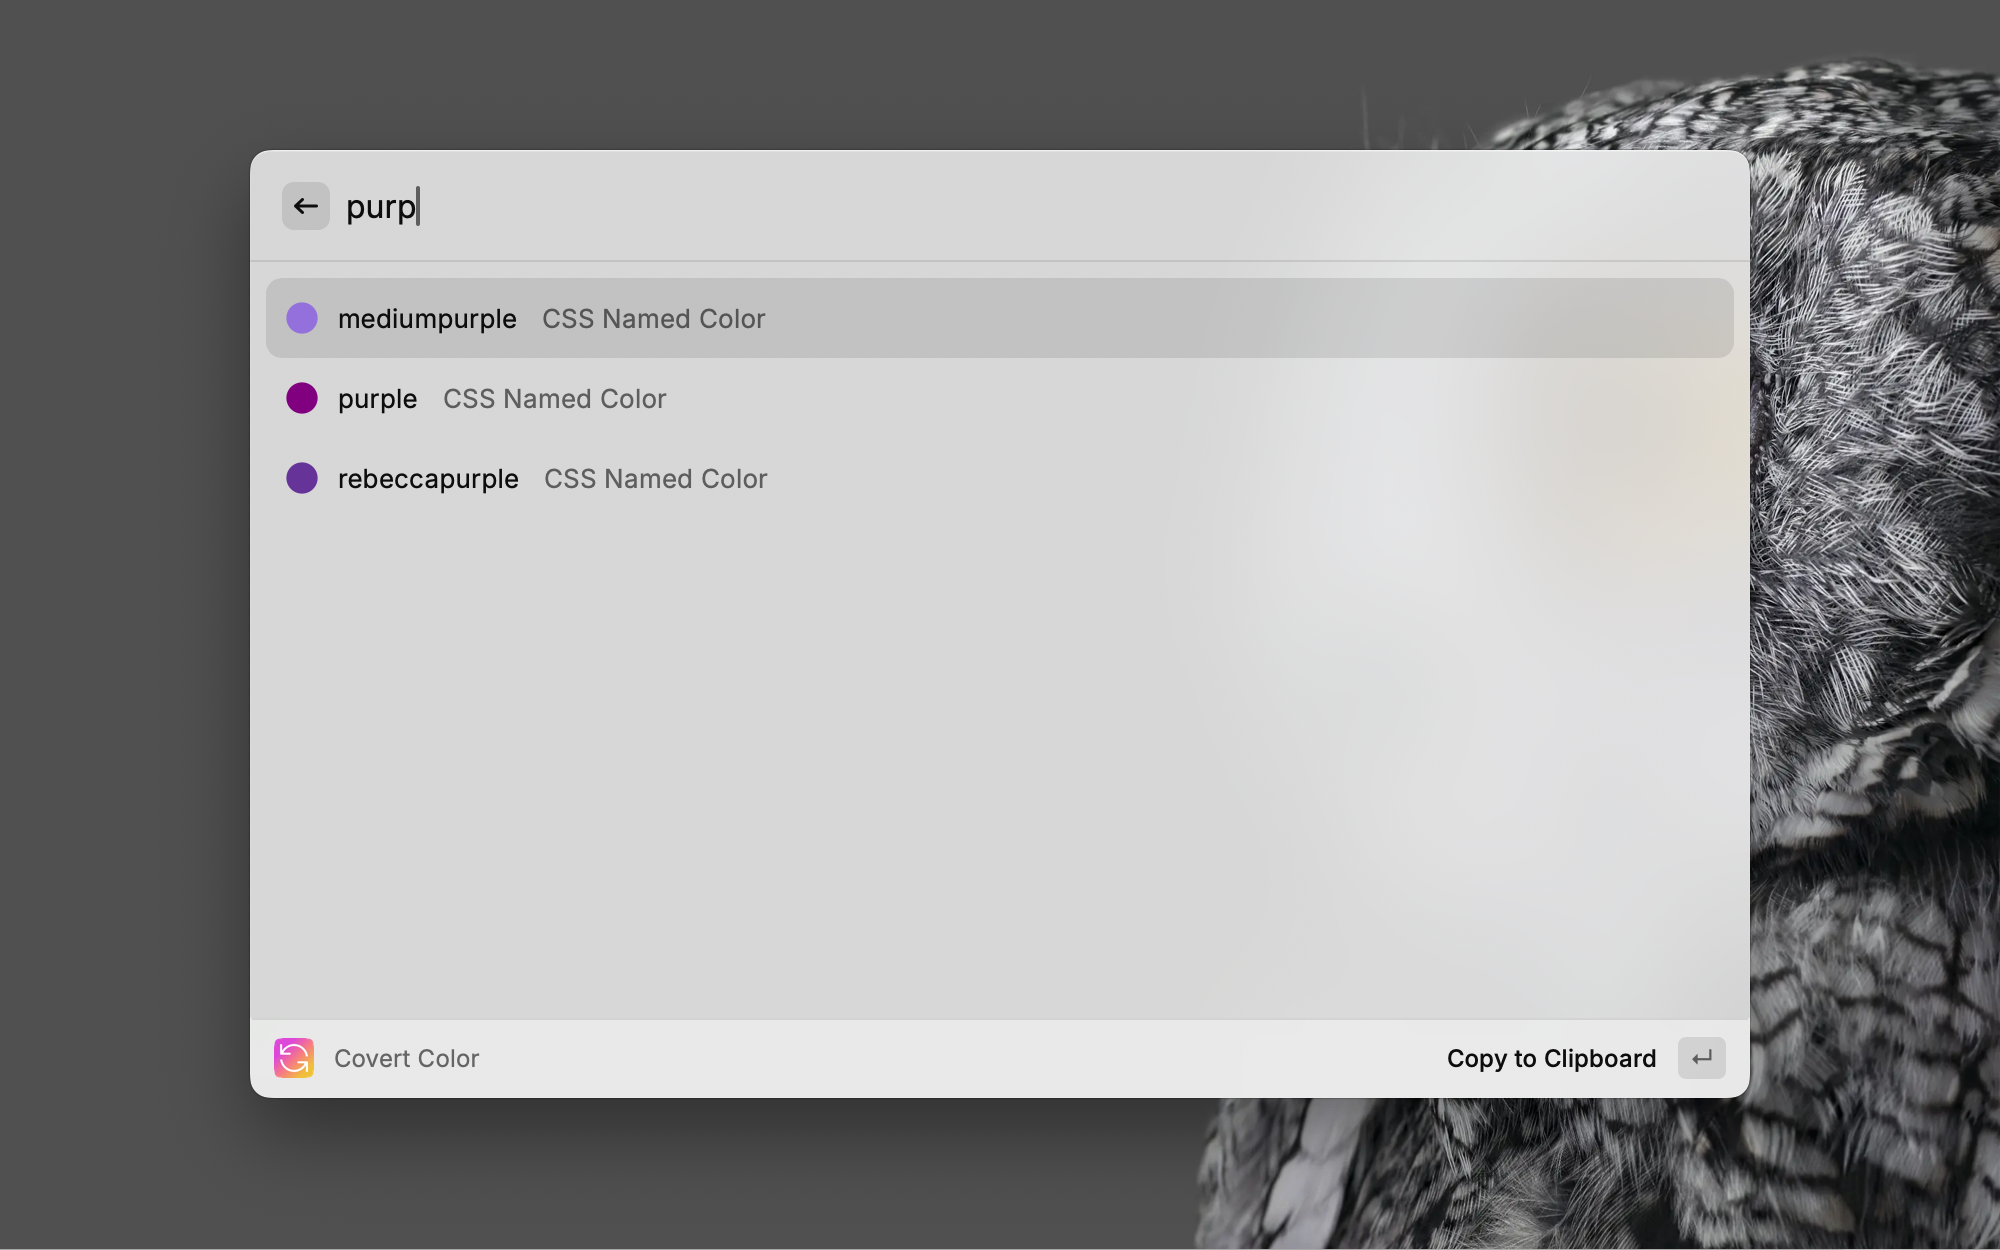 purp
mediumpurple CSS Named Color
purple CSS Named Color
rebeccapurple CSS Named Color
Covert Color Copy to Clipboard